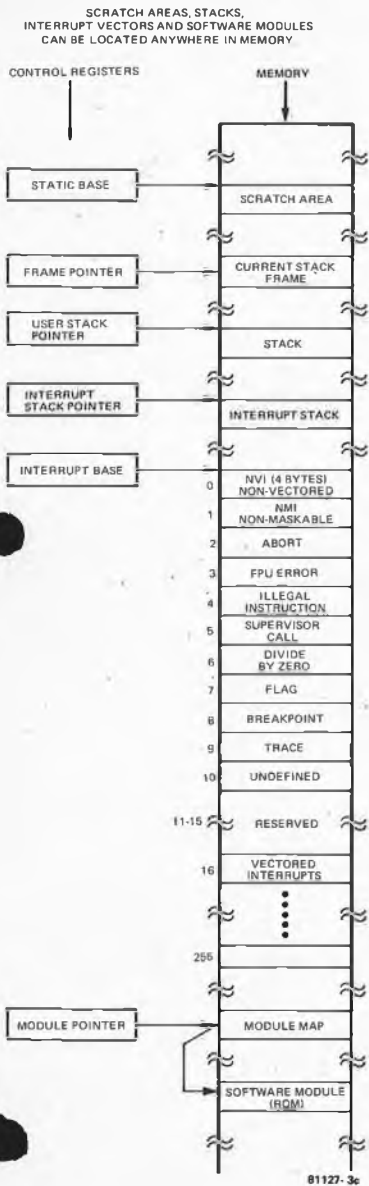 SCRATCH AREAS, STACKS,
INTERRUPT VECTORS AND SOFTWARE MODULES
CAN BE LOCATED ANYWHERE IN MEMORY
CONTROL REGISTERS
MEMORY
STATIC BASE
SCRATCH AREA
FRAME POINTER
CURRENT STACK
FRAME
USER STACK
POINTER
STACK
INTERRUPT
STACK POINTER
INTERRUPT STACK
INTERRUPT BASE
0
NVI (4 BYTES)
NON-VECTORED
1
NMI
NON-MASKABLE
2
ABORT
3
FPU ERROR
4
ILLEGAL
INSTRUCTION
5
SUPERVISOR
CALL
6
DIVIDE
BY ZERO
7
FLAG
8
BREAKPOINT
9
TRACE
10
UNDEFINED
11-15
RESERVED
16
VECTORED
INTERRUPTS
255
MODULE POINTER
MODULE MAP
SOFTWARE MODULE
(ROM)
81127-3c